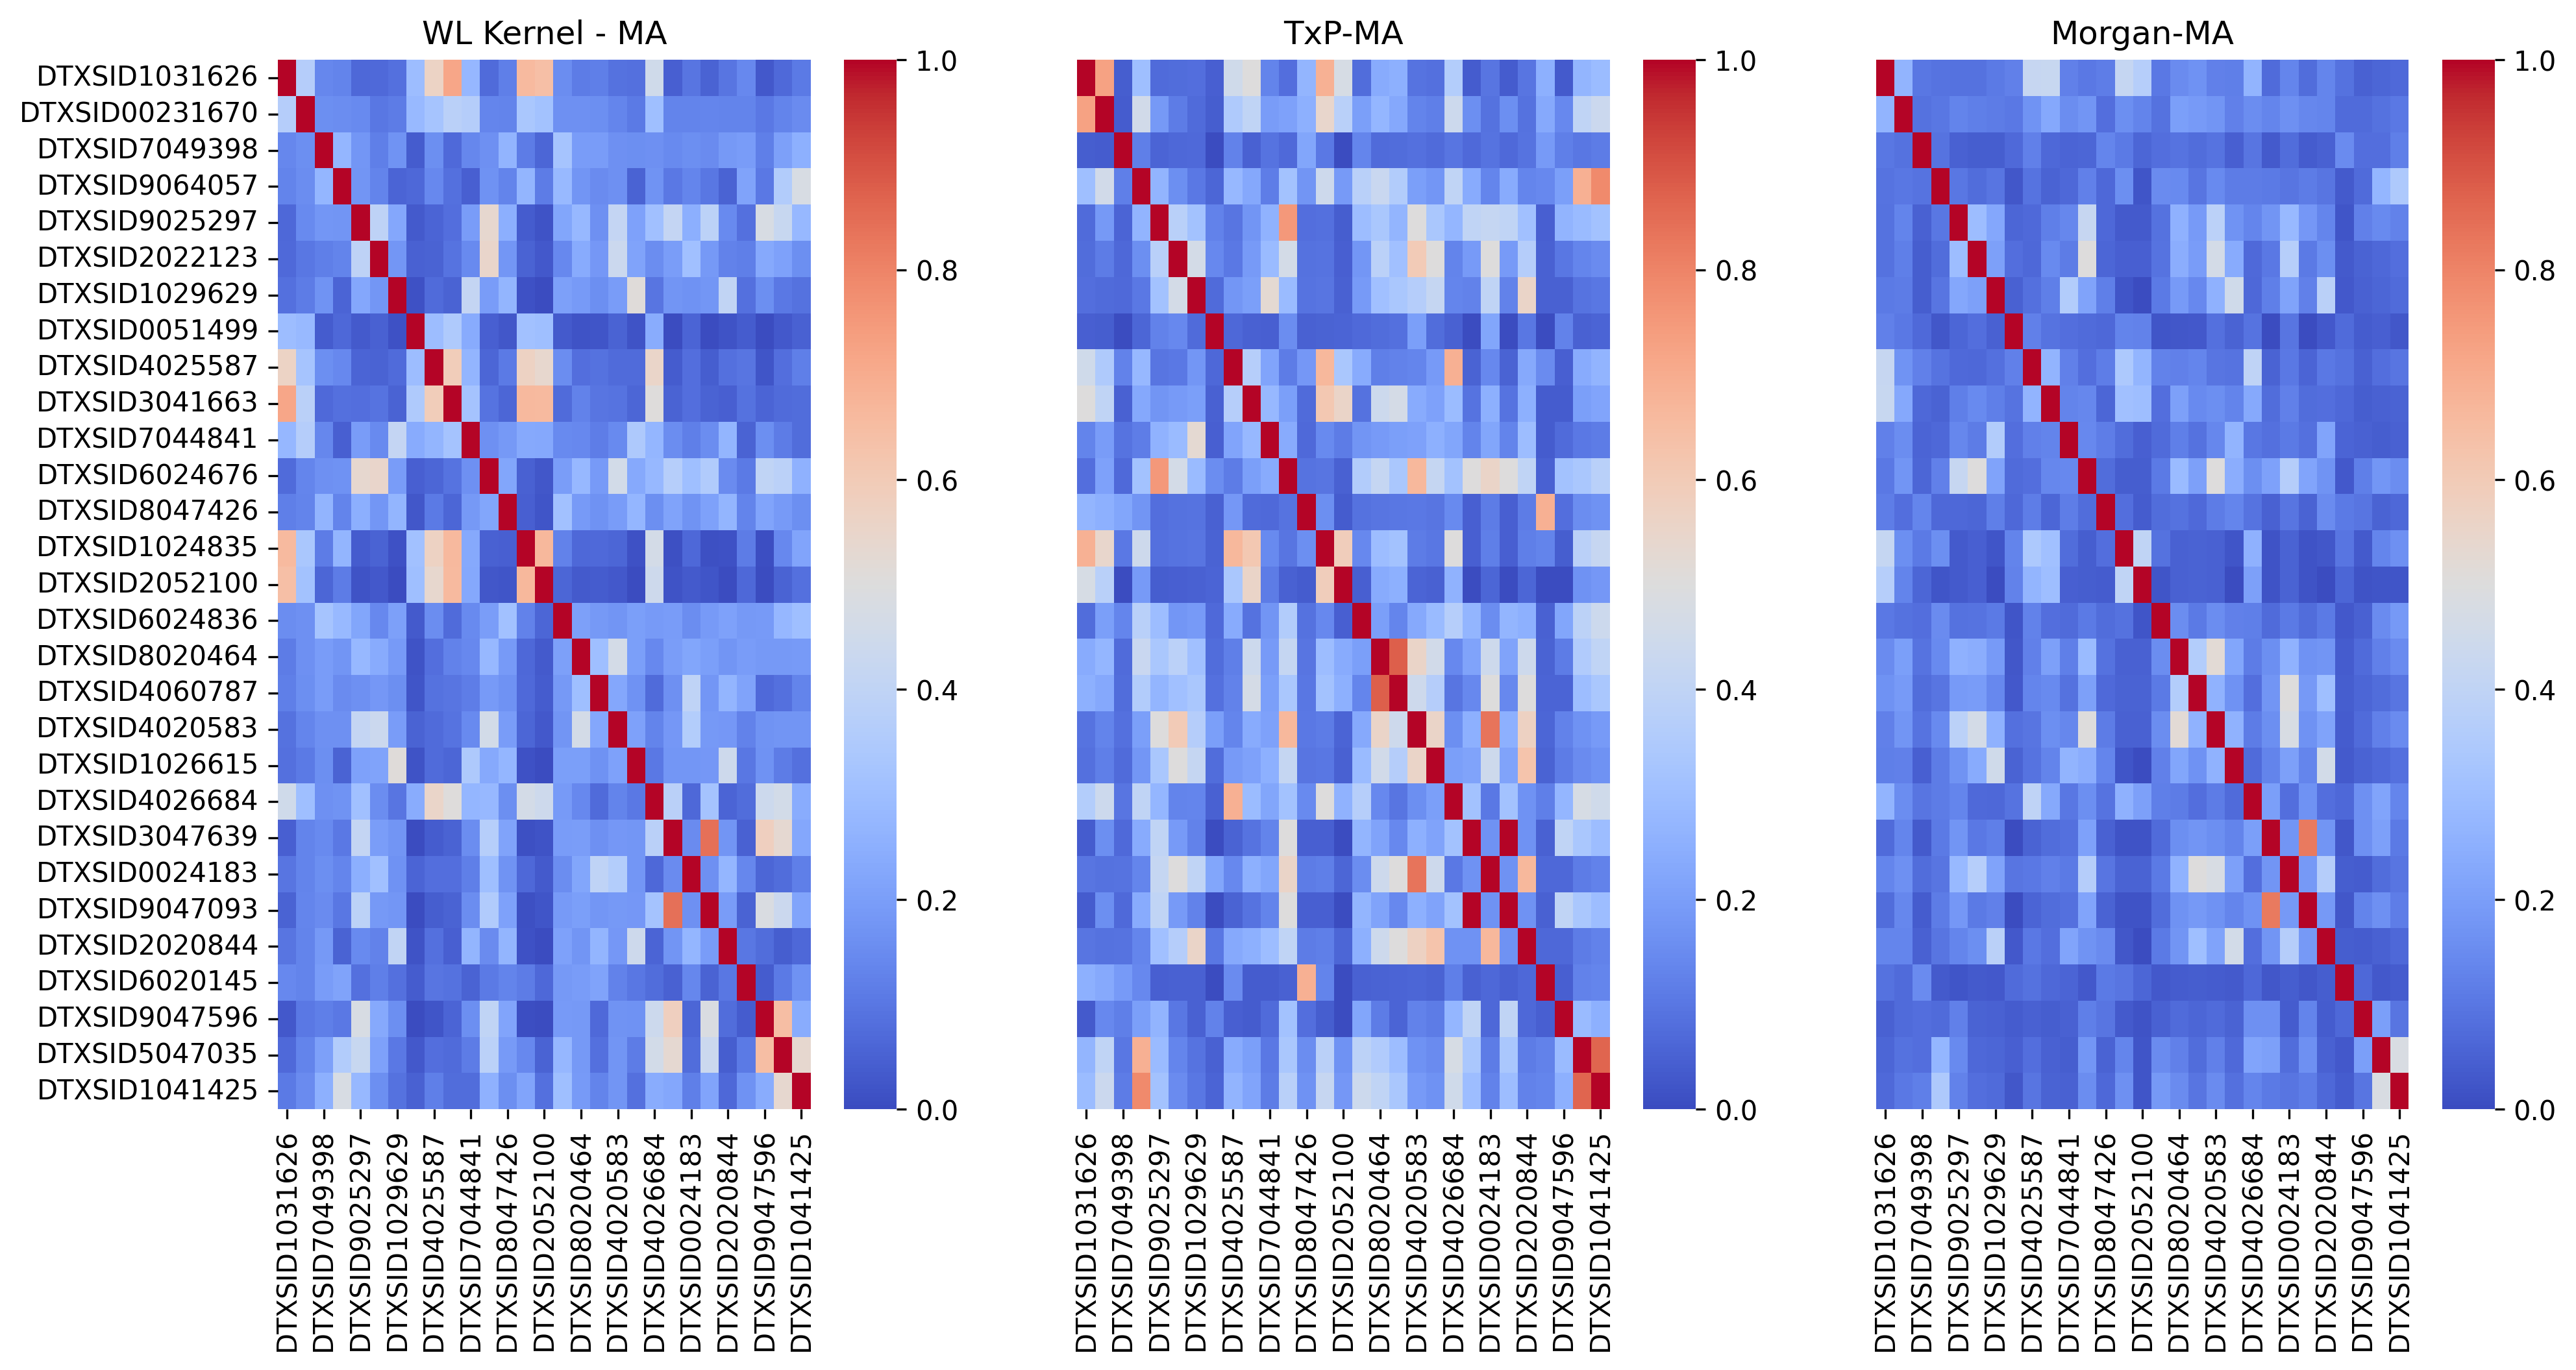 WL Kernel - MA
TxP-MA
Morgan-MA
DTXSID1031626
DTXSID00231670
DTXSID7049398
DTXSID9064057
DTXSID9025297
DTXSID2022123
DTXSID1029629
DTXSID0051499
DTXSID4025587
DTXSID3041663
DTXSID7044841
DTXSID6024676
DTXSID8047426
DTXSID1024835
DTXSID2052100
DTXSID6024836
DTXSID8020464
DTXSID4060787
DTXSID4020583
DTXSID1026615
DTXSID4026684
DTXSID3047639
DTXSID0024183
DTXSID9047093
DTXSID2020844
DTXSID6020145
DTXSID9047596
DTXSID5047035
DTXSID1041425
1.0
0.8
0.6
0.4
0.2
0.0
1.0
0.8
0.6
0.4
0.2
0.0
1.0
0.8
0.6
0.4
0.2
0.0
DTXSID1031626
DTXSID7049398
DTXSID9025297
DTXSID1029629
DTXSID4025587
DTXSID7044841
DTXSID8047426
DTXSID2052100
DTXSID8020464
DTXSID4020583
DTXSID4026684
DTXSID0024183
DTXSID2020844
DTXSID9047596
DTXSID1041425
DTXSID1031626
DTXSID7049398
DTXSID9025297
DTXSID1029629
DTXSID4025587
DTXSID7044841
DTXSID8047426
DTXSID2052100
DTXSID8020464
DTXSID4020583
DTXSID4026684
DTXSID0024183
DTXSID2020844
DTXSID9047596
DTXSID1041425
DTXSID1031626
DTXSID7049398
DTXSID9025297
DTXSID1029629
DTXSID4025587
DTXSID7044841
DTXSID8047426
DTXSID2052100
DTXSID8020464
DTXSID4020583
DTXSID4026684
DTXSID0024183
DTXSID2020844
DTXSID9047596
DTXSID1041425